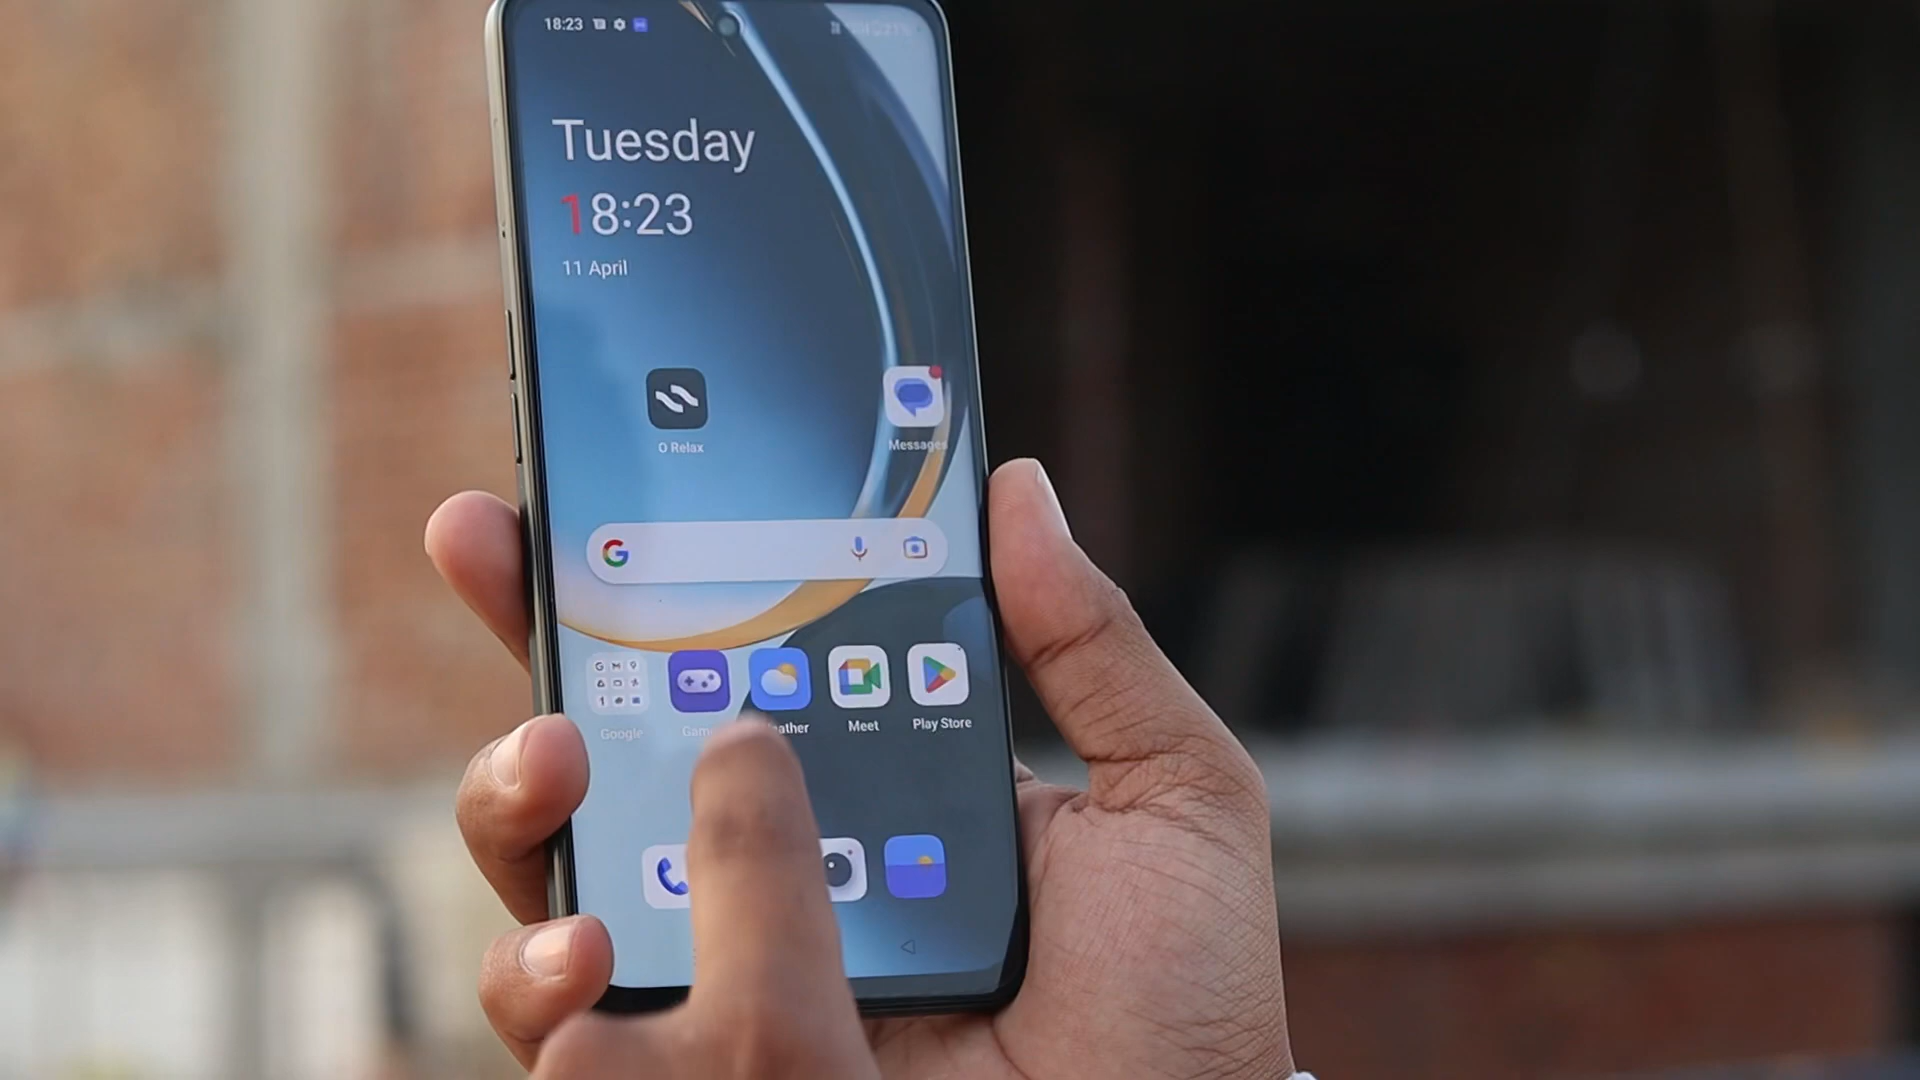 18:23
Tuesday
18:23
11 April
O Relax
Messages
Google
Meet
Play Store